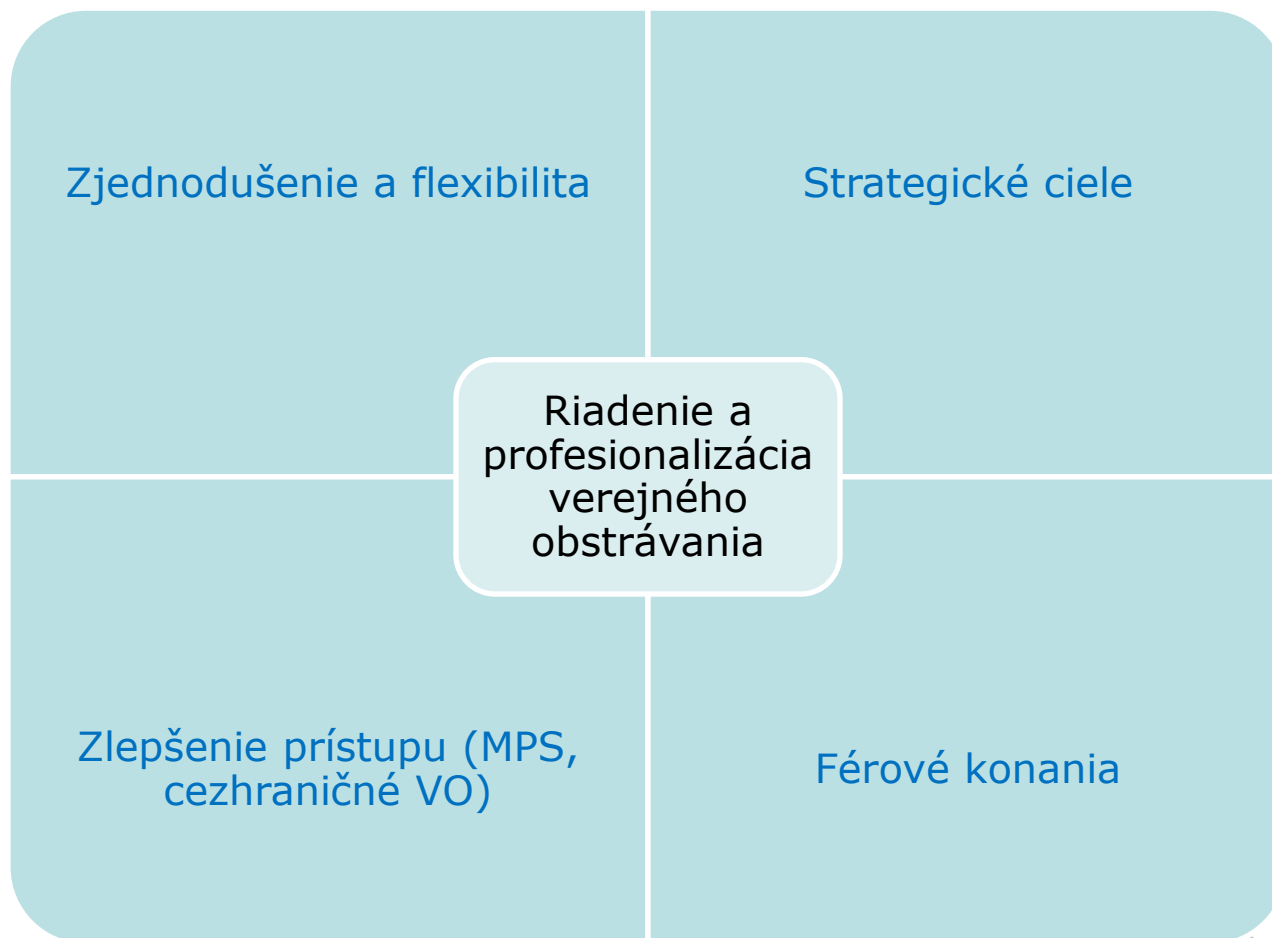 Zjednodušenie a flexibilita
Strategické ciele
Riadenie a
profesionalizácia
verejného
obstrávania
Zlepšenie prístupu (MPS,
cezhraničné VO)
Férové konania